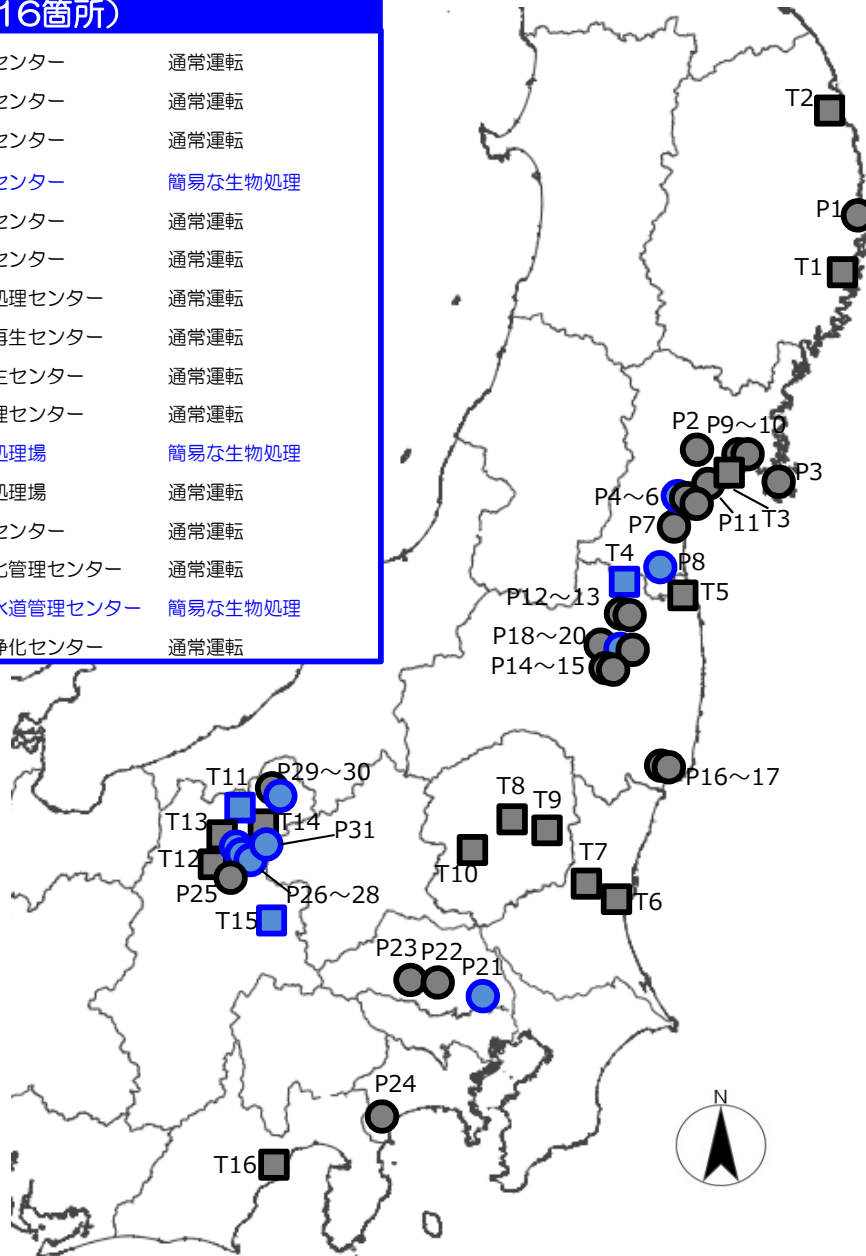 16箇所）
センター 通常運転
センター 通常運転
センター 通常運転
センター 簡易な生物処理
センター 通常運転
センター 通常運転
処理センター 通常運転
再生センター 通常運転
生センター 通常運転
理センター 通常運転
処理場 簡易な生物処理
処理場 通常運転
センター 通常運転
化管理センター 通常運転
水道管理センター 簡易な生物処理
浄化センター 通常運転
T2
P1
T1
P2 P9～10
P3
P4～6
T3
P11
P7
T4
P8
T5
P12～13
P18～20
P14～15
P16～17
P29～30
T11
T8
T9
T13
T14
P31
T12
T10
T7
P25
P26～28
T6
T15
P23 P22 P21
P24
N
T16